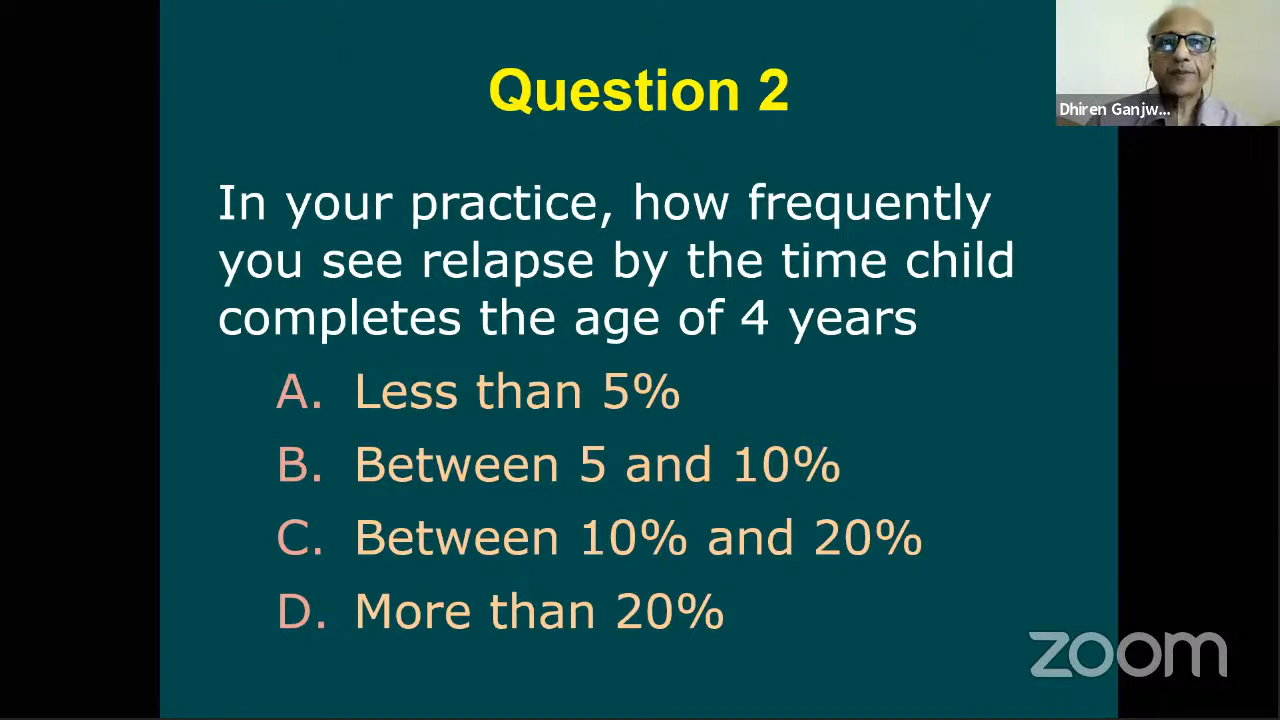 Question 2
Dhiren Ganjw...
In your practice, how frequently
you see relapse by the time child
completes the age of 4 years
A. Less than 5%
B. Between 5 and 10%
C. Between 10% and 20%
D. More than 20%
zoom